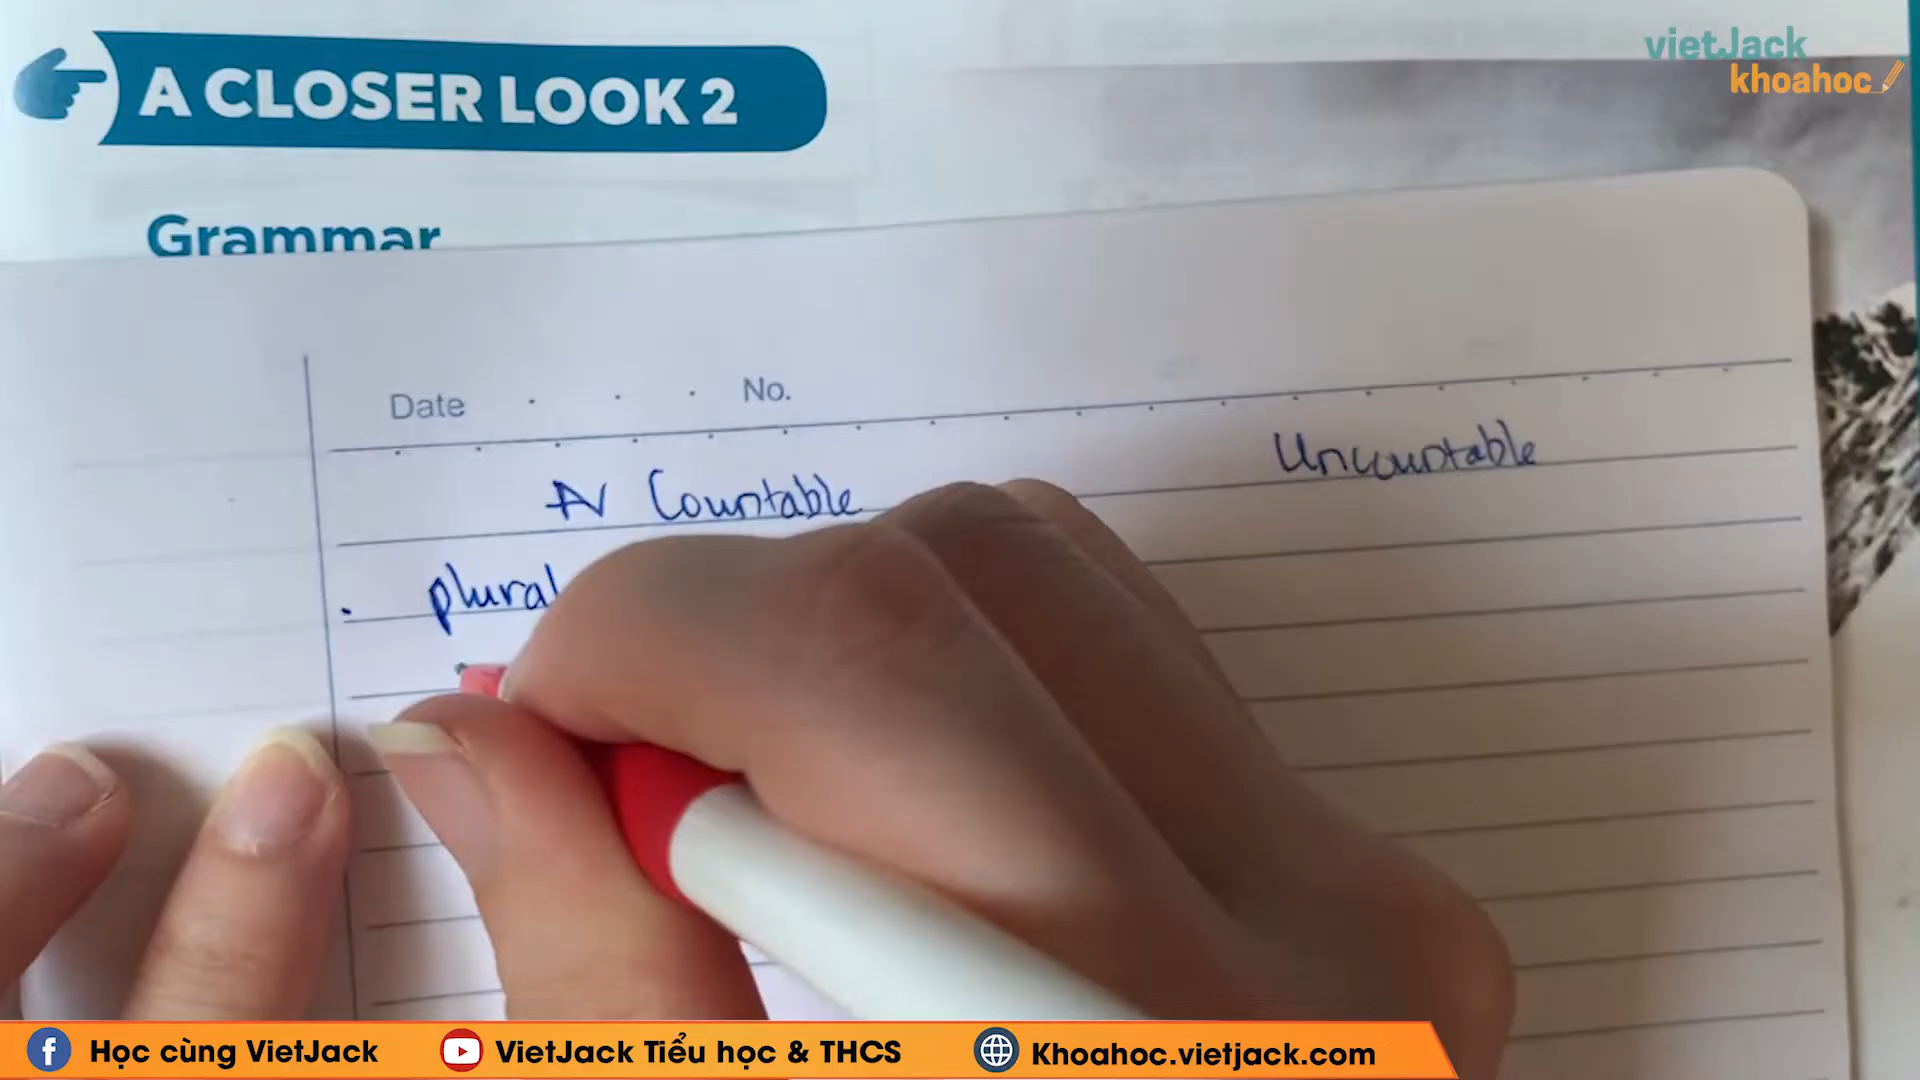 A CLOSER LOOK 2
vietJack
khoahoc
Grammar
Date No.
N Countable
Uncountable
plural
Học cùng VietJack
VietJack Tiểu học & THCS
Khoahoc.vietjack.com